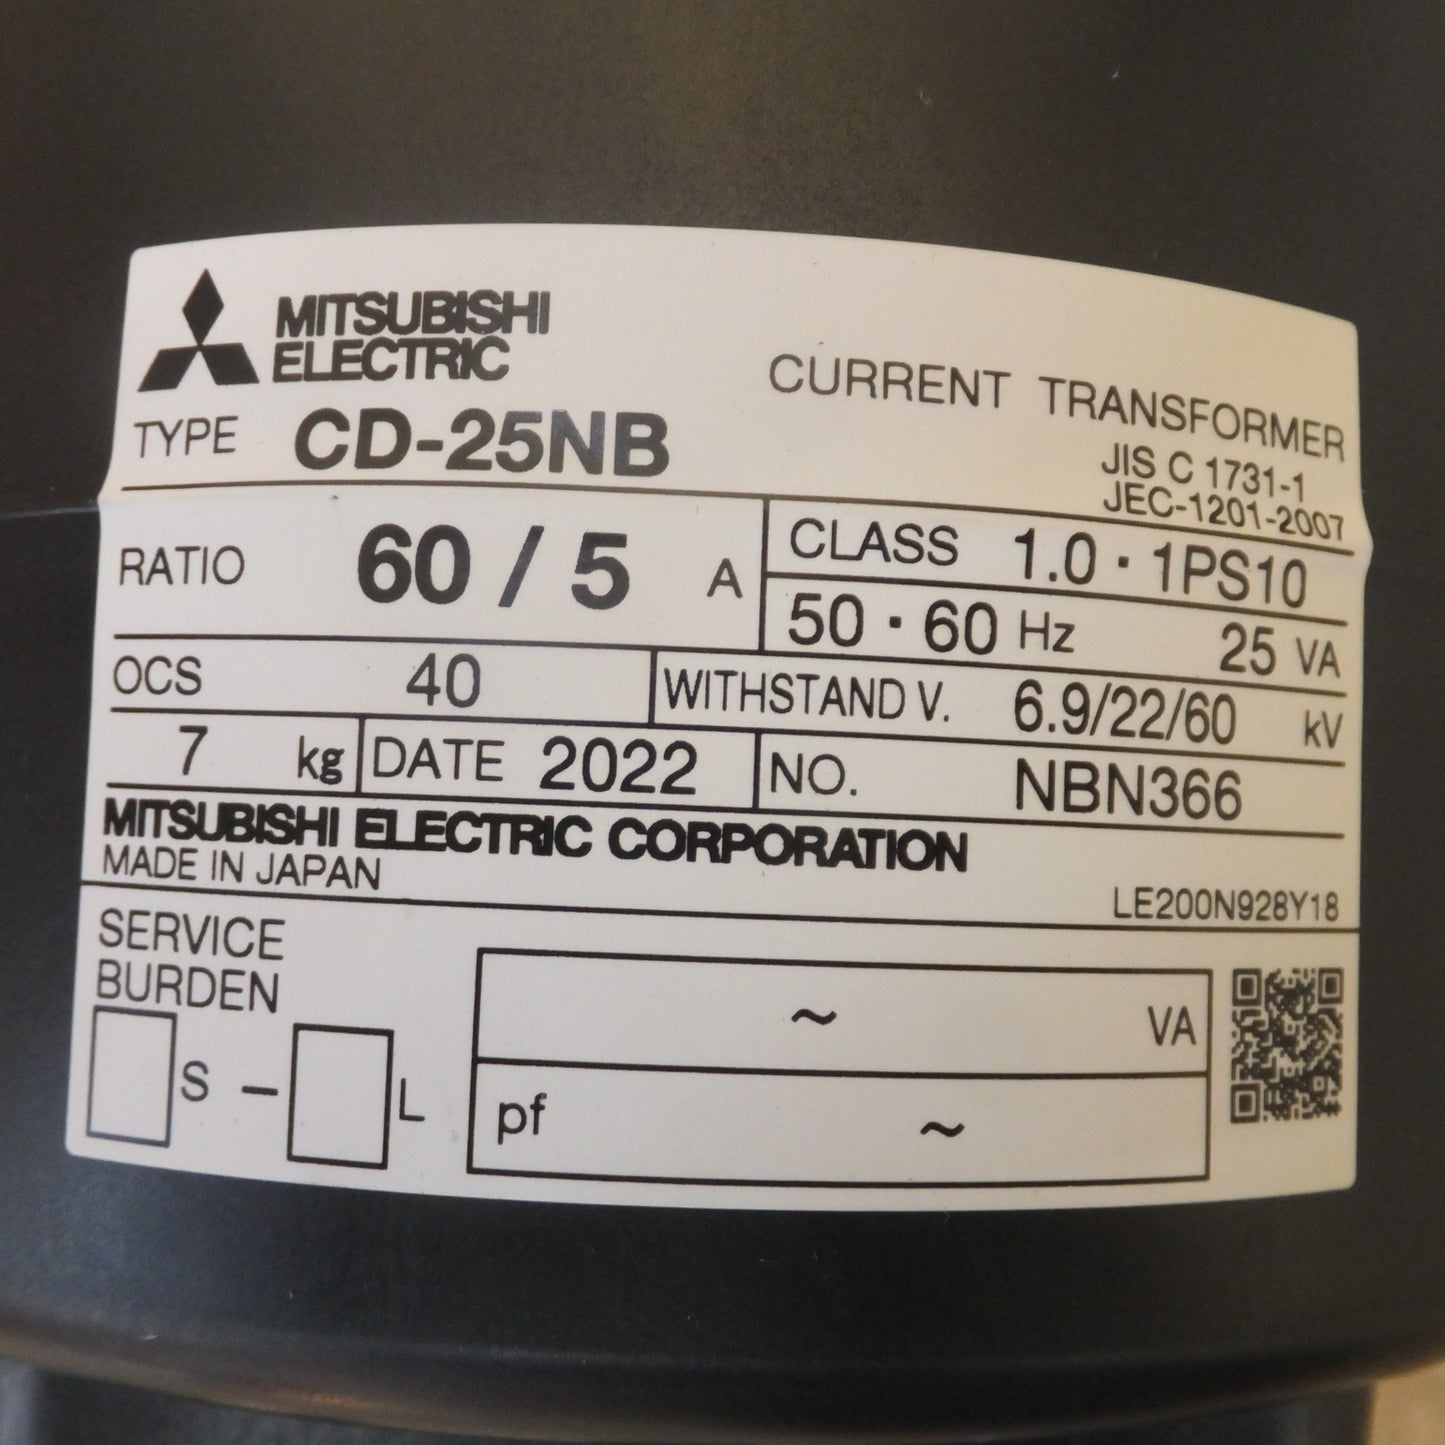 MITSUBISHI
ELECTRIC
CURRENT TRANSFORMER
TYPE CD-25NB
JIS C 1731-1
JEC-1201-2007
RATIO 60 / 5 A
CLASS 1.0・1PS10
50・60 Hz 25 VA
OCS 40
WITHSTAND V. 6.9/22/60 kV
7 kg
DATE 2022
NO. NBN366
MITSUBISHI ELECTRIC CORPORATION
MADE IN JAPAN
LE200N928Y18
SERVICE
BURDEN
S - L
~ VA
pf ~